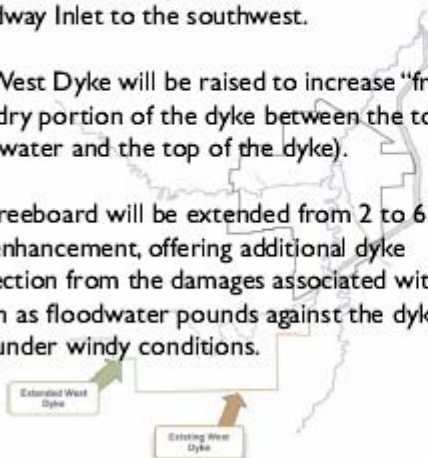 lway Inlet to the southwest.
West Dyke will be raised to increase “fr
dry portion of the dyke between the to
water and the top of the dyke).
reeboard will be extended from 2 to 6
enhancement, offering additional dyke
ection from the damages associated wit
n as floodwater pounds against the dyk
under windy conditions.
Extended West
Dyke
Existing West
Dyke